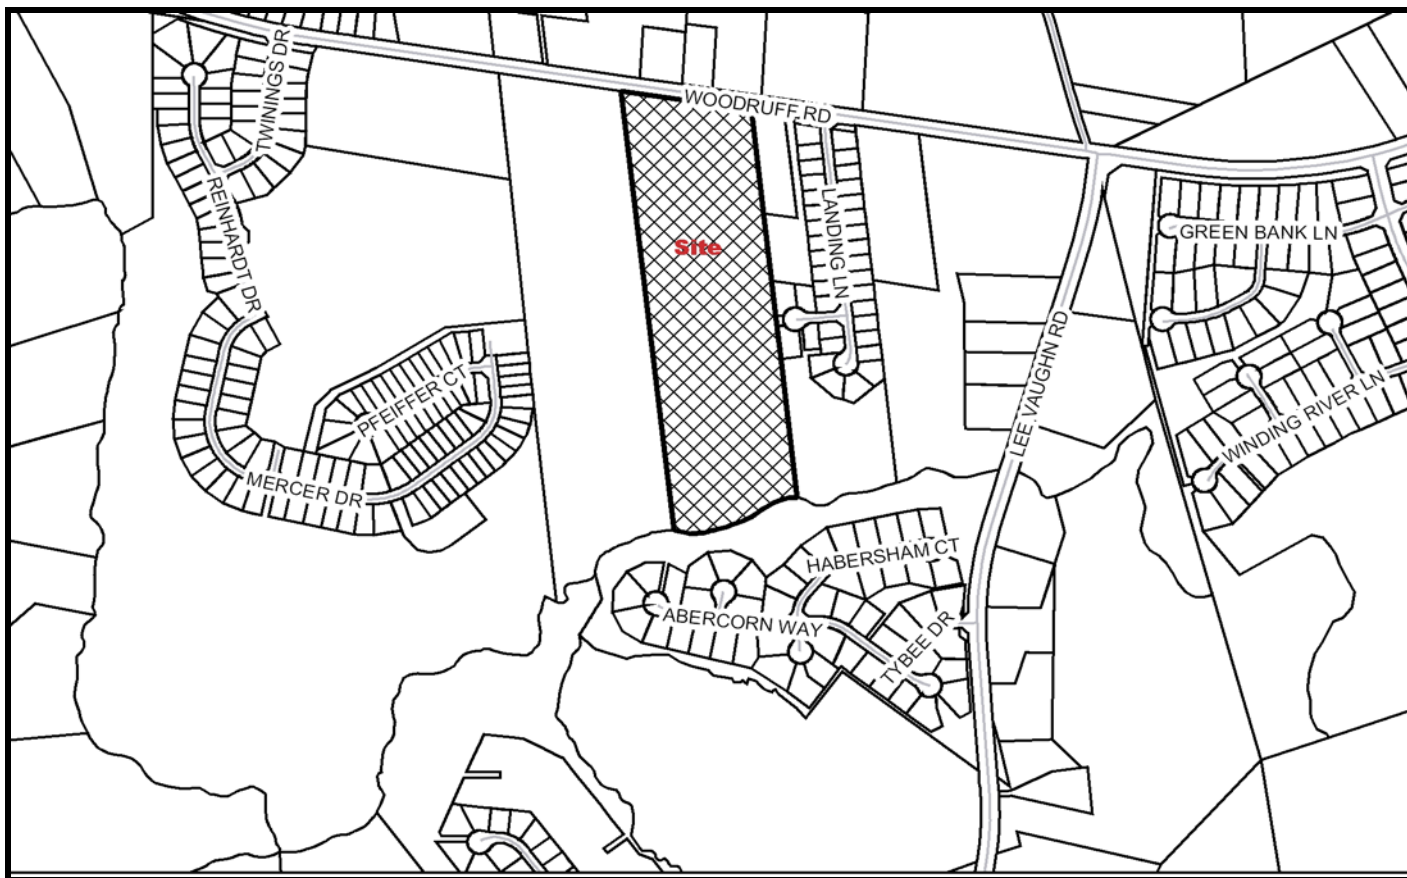 TWININGS DR
WOODRUFF RD
REINHARDT DR
LANDING LN
Site
GREEN BANK LN
PFEIFFER CT
LEE VAUGHN RD
WINDING RIVER LN
MERCER DR
HABERSHAM CT
ABERCORN WAY
TYBEE DR